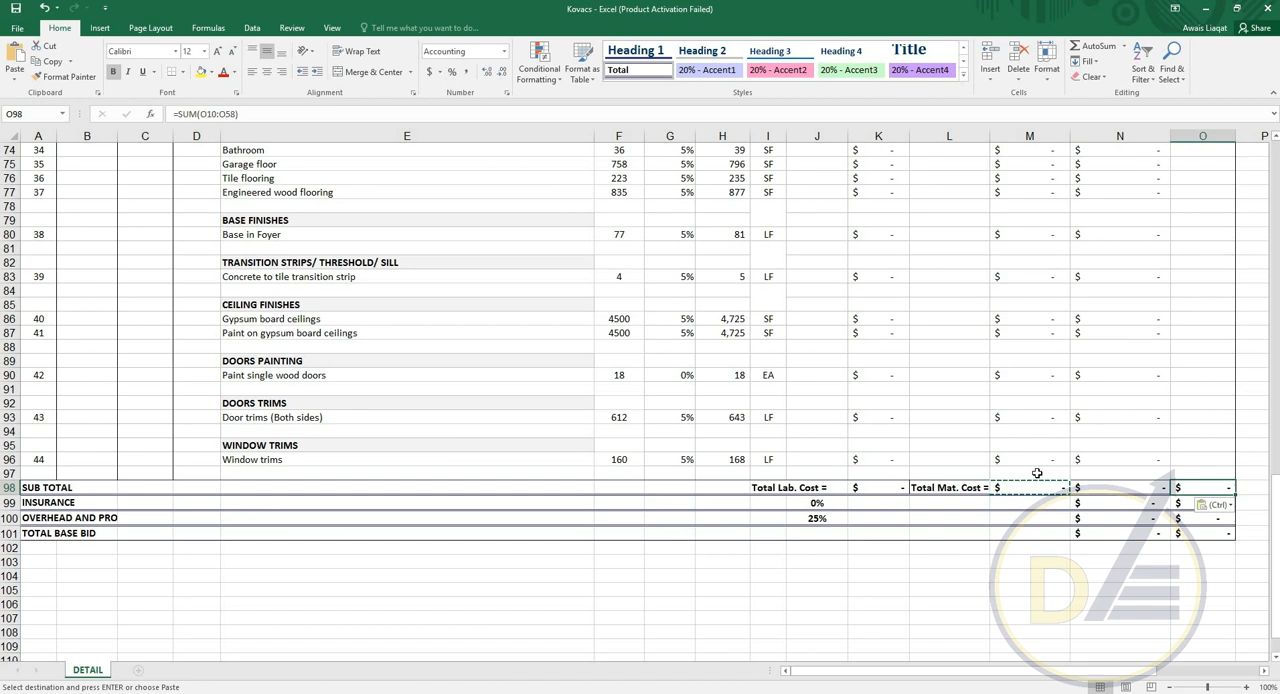 Kovacs - Excel (Product Activation Failed)
File Home Insert Page Layout Formulas Data Review View Tell me what you want to do... Awais Liaqat Share
Paste Cut Copy Format Painter Clipboard
Calibri 12 A A B I U A Font
Wrap Text Merge & Center Alignment
Accounting $ % , Number
Conditional Formatting Format as Table
Heading 1 Heading 2 Heading 3 Heading 4 Title
Total 20% - Accent1 20% - Accent2 20% - Accent3 20% - Accent4
Styles
Insert Delete Format Cells
AutoSum Fill Clear Sort & Filter Find & Select Editing
O98 fx =SUM(O10:O58)
A B C D E F G H I J K L M N O P
74 34 Bathroom 36 5% 39 SF $ - $ - $ -
75 35 Garage floor 758 5% 796 SF $ - $ - $ -
76 36 Tile flooring 223 5% 235 SF $ - $ - $ -
77 37 Engineered wood flooring 835 5% 877 SF $ - $ - $ -
78
79 BASE FINISHES
80 38 Base in Foyer 77 5% 81 LF $ - $ - $ -
81
82 TRANSITION STRIPS/ THRESHOLD/ SILL
83 39 Concrete to tile transition strip 4 5% 5 LF $ - $ - $ -
84
85 CEILING FINISHES
86 40 Gypsum board ceilings 4500 5% 4,725 SF $ - $ - $ -
87 41 Paint on gypsum board ceilings 4500 5% 4,725 SF $ - $ - $ -
88
89 DOORS PAINTING
90 42 Paint single wood doors 18 0% 18 EA $ - $ - $ -
91
92 DOORS TRIMS
93 43 Door trims (Both sides) 612 5% 643 LF $ - $ - $ -
94
95 WINDOW TRIMS
96 44 Window trims 160 5% 168 LF $ - $ - $ -
97
98 SUB TOTAL Total Lab. Cost = $ - Total Mat. Cost = $ - $ - $ -
99 INSURANCE 0% $ - $
100 OVERHEAD AND PRO 25% $ - $ -
101 TOTAL BASE BID $ - $ -
102
103
104
105
106
107
108
109
110
(Ctrl)
DETAIL
Select destination and press ENTER or choose Paste 100%